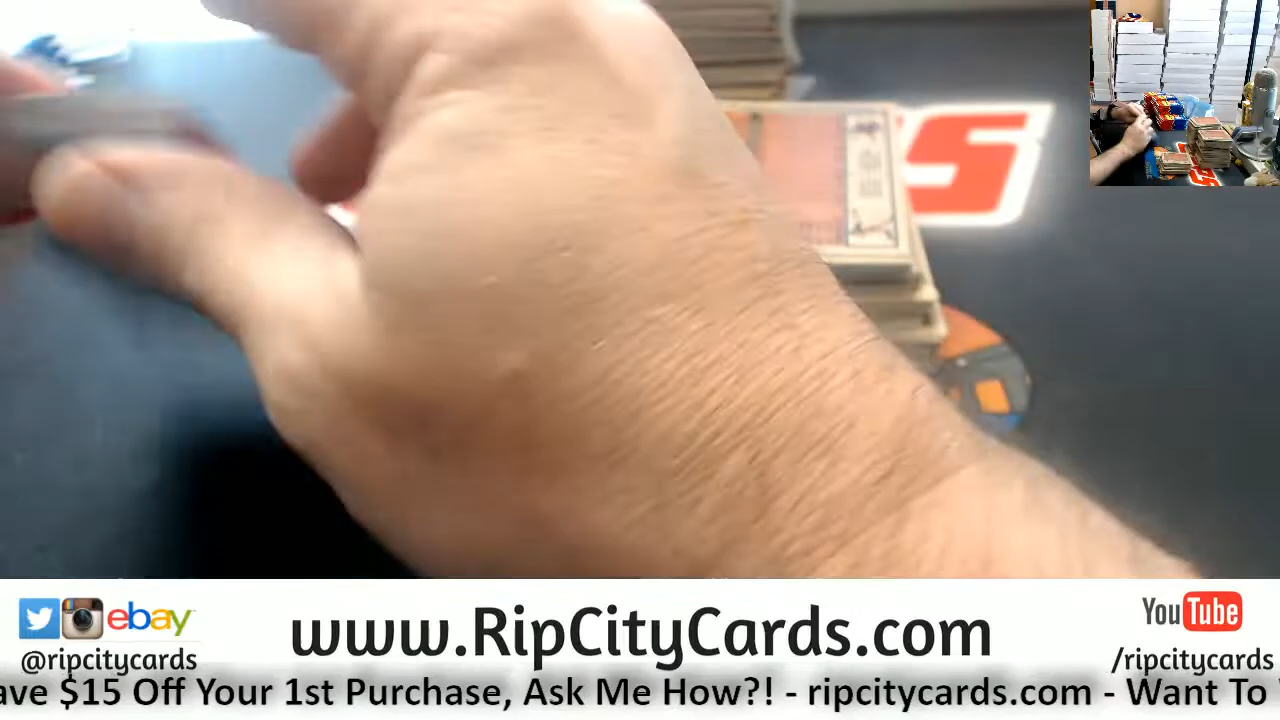 S
ebay
@ripcitycards
www.RipCityCards.com
YouTube
/ripcitycards
ave $15 Off Your 1st Purchase, Ask Me How?! - ripcitycards.com - Want To